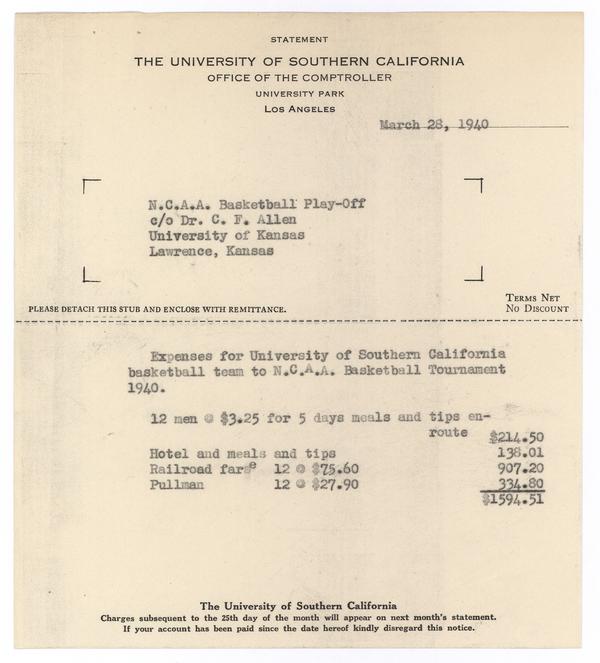 STATEMENT
THE UNIVERSITY OF SOUTHERN CALIFORNIA
OFFICE OF THE COMPTROLLER
UNIVERSITY PARK
LOS ANGELES
March 28, 1940
N.C.A.A. Basketball Play-Off
c/o Dr. C. F. Allen
University of Kansas
Lawrence, Kansas
PLEASE DETACH THIS STUB AND ENCLOSE WITH REMITTANCE.
TERMS NET
NO DISCOUNT
Expenses for University of Southern California
basketball team to N.C.A.A. Basketball Tournament
1940.
12 men @ $3.25 for 5 days meals and tips en-
route $214.50
Hotel and meals and tips 138.01
Railroad fare 12 @ $75.60 907.20
Pullman 12 @ $27.90 334.80
$1594.51
The University of Southern California
Charges subsequent to the 25th day of the month will appear on next month's statement.
If your account has been paid since the date hereof kindly disregard this notice.